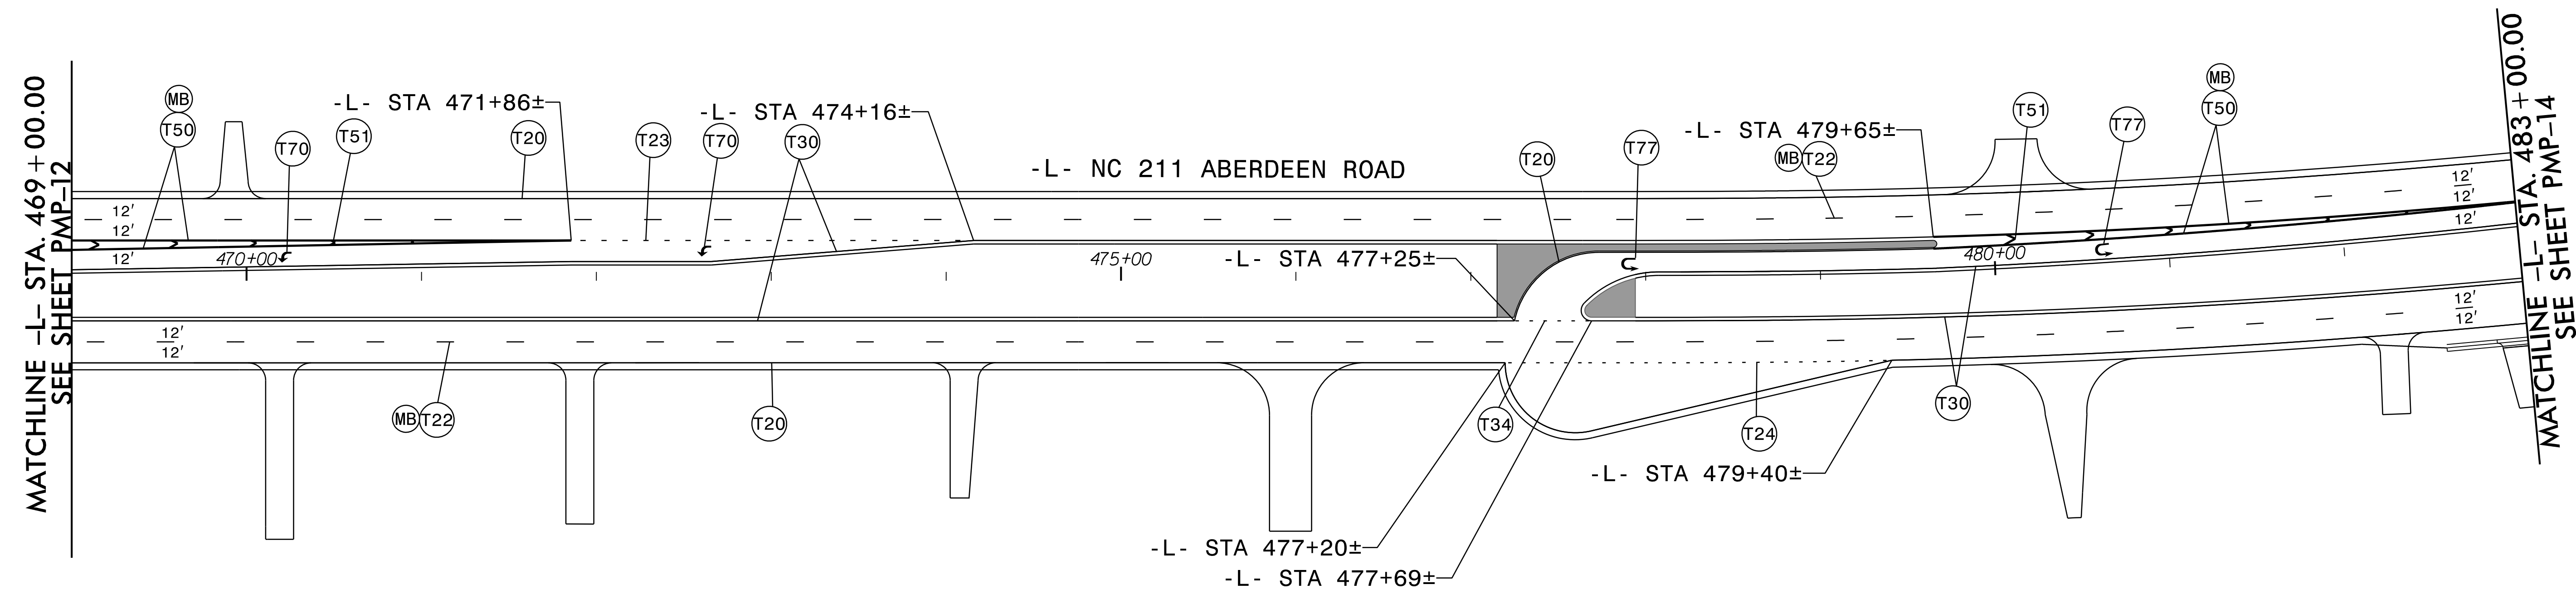 MATCHLINE -L- STA. 469+00.00
SEE SHEET PMP-12
MB
T50
T70
T51
-L- STA 471+86±
T20
T23
-L- STA 474+16±
T70
T30
-L- NC 211 ABERDEEN ROAD
T20
T77
-L- STA 479+65±
MB T22
T51
T77
MB
T50
12'
12'
12'
470+00
475+00
-L- STA 477+25±
480+00
12'
12'
12'
12'
12'
12'
12'
MB T22
T20
T34
T24
T30
-L- STA 479+40±
-L- STA 477+20±
-L- STA 477+69±
MATCHLINE -L- STA. 483+00.00
SEE SHEET PMP-14